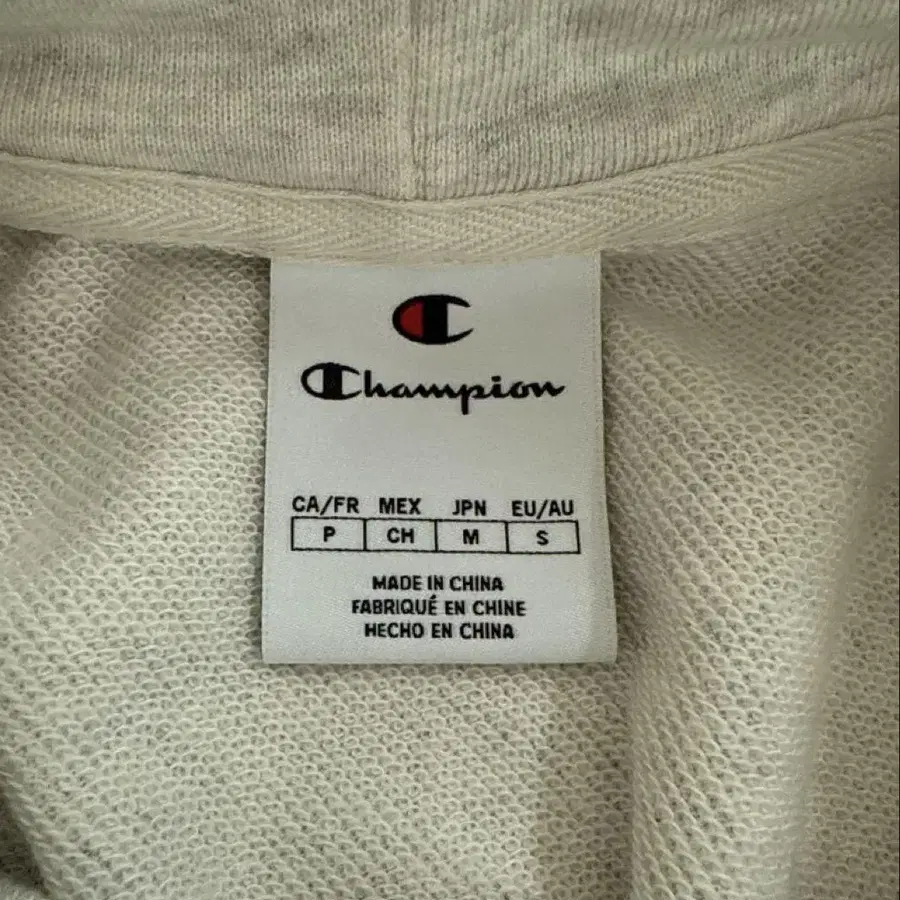 Champion
CA/FR MEX JPN EU/AU
P CH M S
MADE IN CHINA
FABRIQUÉ EN CHINE
HECHO EN CHINA